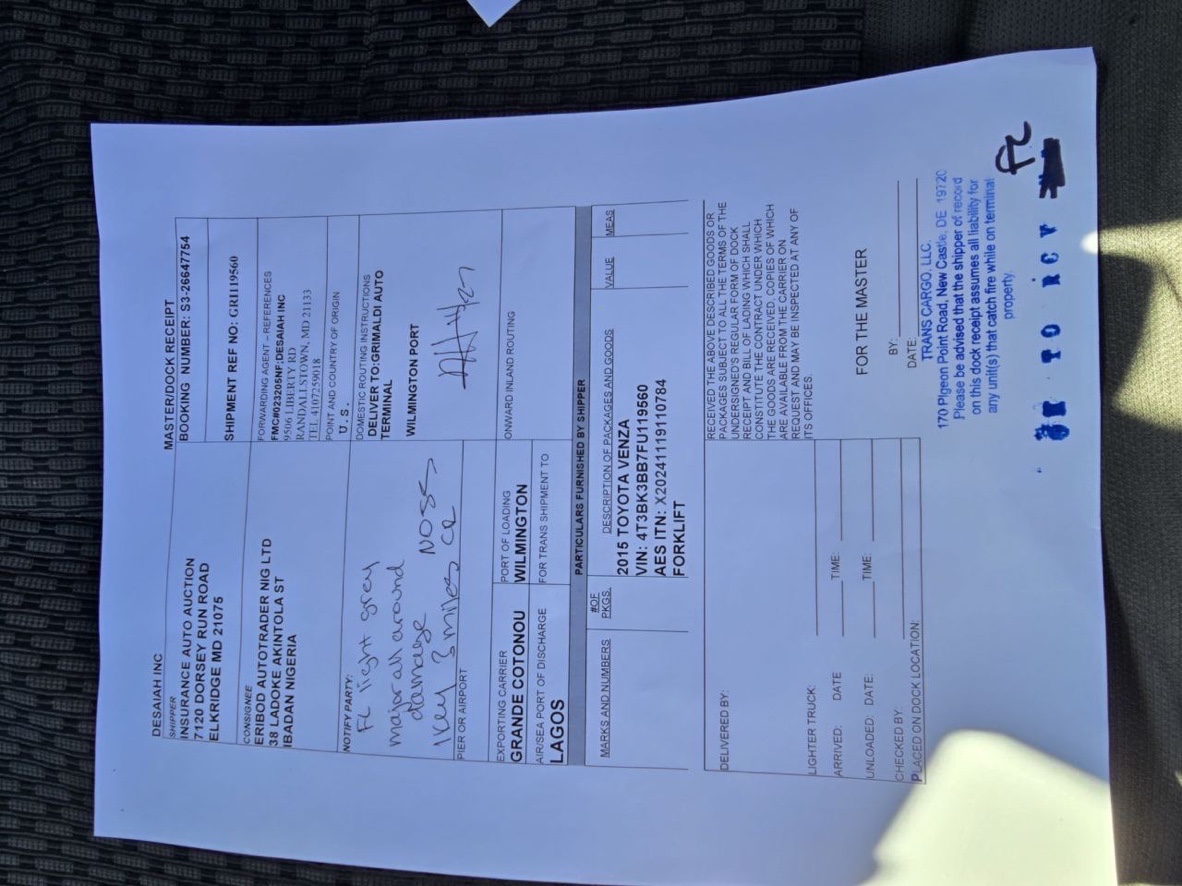 DESAIAH INC
MASTER/DOCK RECEIPT
SHIPPER
INSURANCE AUTO AUCTION
7120 DORSEY RUN ROAD
ELKRIDGE MD 21075
BOOKING NUMBER: S3-26647754
SHIPMENT REF NO: GRI119560
CONSIGNEE
ERIBOD AUTOTRADER NIG LTD
38 LADOKE AKINTOLA ST
IBADAN NIGERIA
FORWARDING AGENT – REFERENCES
FMC#023205NF;DESAIAH INC
9506 LIBERTY RD
RANDALLSTOWN, MD 21133
TEL 4107259018
POINT AND COUNTRY OF ORIGIN
U.S.
NOTIFY PARTY:
FL light grey
major all around
damage NOSS
1 key 3 miles CR
DOMESTIC ROUTING INSTRUCTIONS
DELIVER TO:GRIMALDI AUTO
TERMINAL
WILMINGTON PORT
PIER OR AIRPORT
EXPORTING CARRIER
GRANDE COTONOU
PORT OF LOADING
WILMINGTON
ONWARD INLAND ROUTING
AIR/SEA PORT OF DISCHARGE
LAGOS
FOR TRANS SHIPMENT TO
PARTICULARS FURNISHED BY SHIPPER
MARKS AND NUMBERS
#OF
PKGS.
DESCRIPTION OF PACKAGES AND GOODS
VALUE
MEAS
2015 TOYOTA VENZA
VIN: 4T3BK3BB7FU119560
AES ITN: X20241119110784
FORKLIFT
DELIVERED BY:
LIGHTER TRUCK:
ARRIVED: DATE TIME:
UNLOADED: DATE: TIME:
CHECKED BY:
PLACED ON DOCK LOCATION:
RECEIVED THE ABOVE DESCRIBED GOODS OR
PACKAGES SUBJECT TO ALL THE TERMS OF THE
UNDERSIGNED'S REGULAR FORM OF DOCK
RECEIPT AND BILL OF LADING WHICH SHALL
CONSTITUTE THE CONTRACT UNDER WHICH
THE GOODS ARE RECEIVED, COPIES OF WHICH
ARE AVAILABLE FROM THE CARRIER ON
REQUEST AND MAY BE INSPECTED AT ANY OF
ITS OFFICES.
FOR THE MASTER
BY:
DATE:
TRANS CARGO, LLC.
170 Pigeon Point Road, New Castle, DE 19720
Please be advised that the shipper of record
on this dock receipt assumes all liability for
any unit(s) that catch fire while on terminal
property.
FL
OK TO RCV